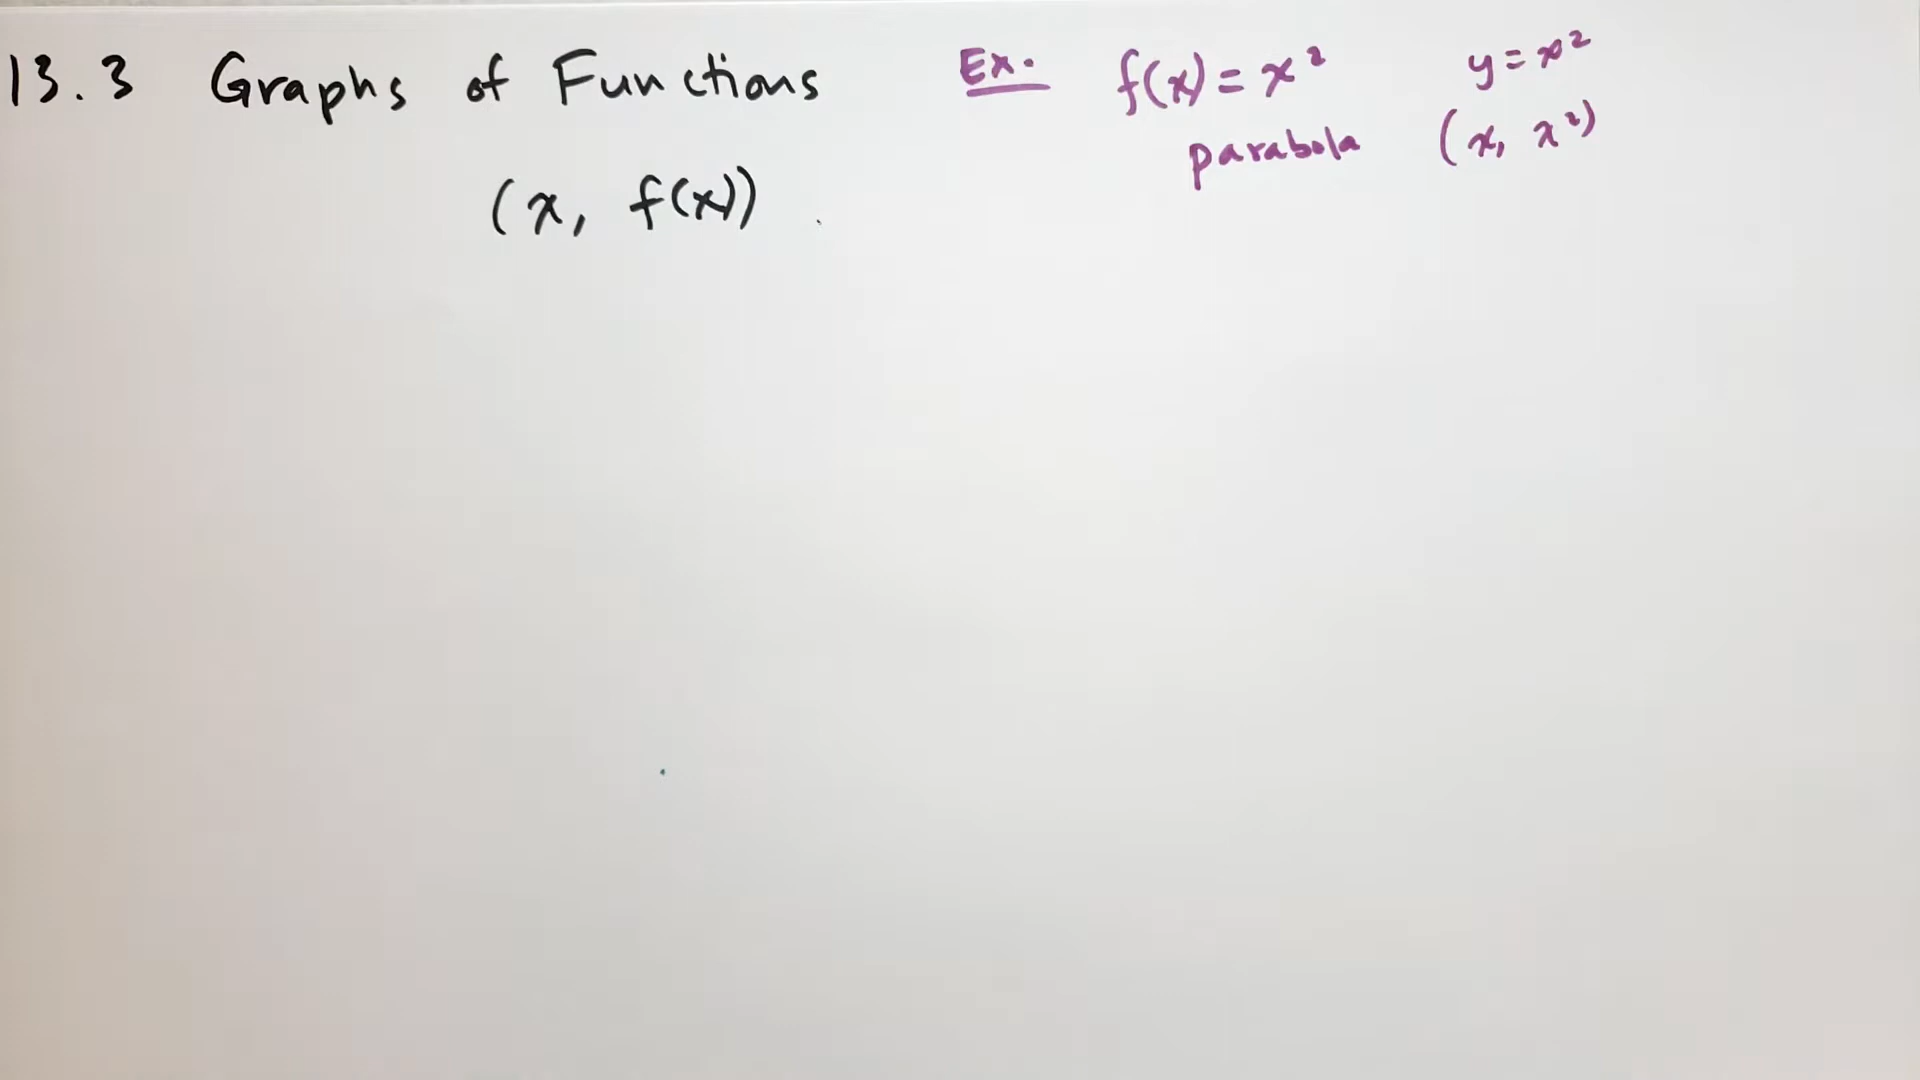 13.3 Graphs of Functions
(x, f(x))
Ex. f(x) = x² y = x²
parabola (x, x²)